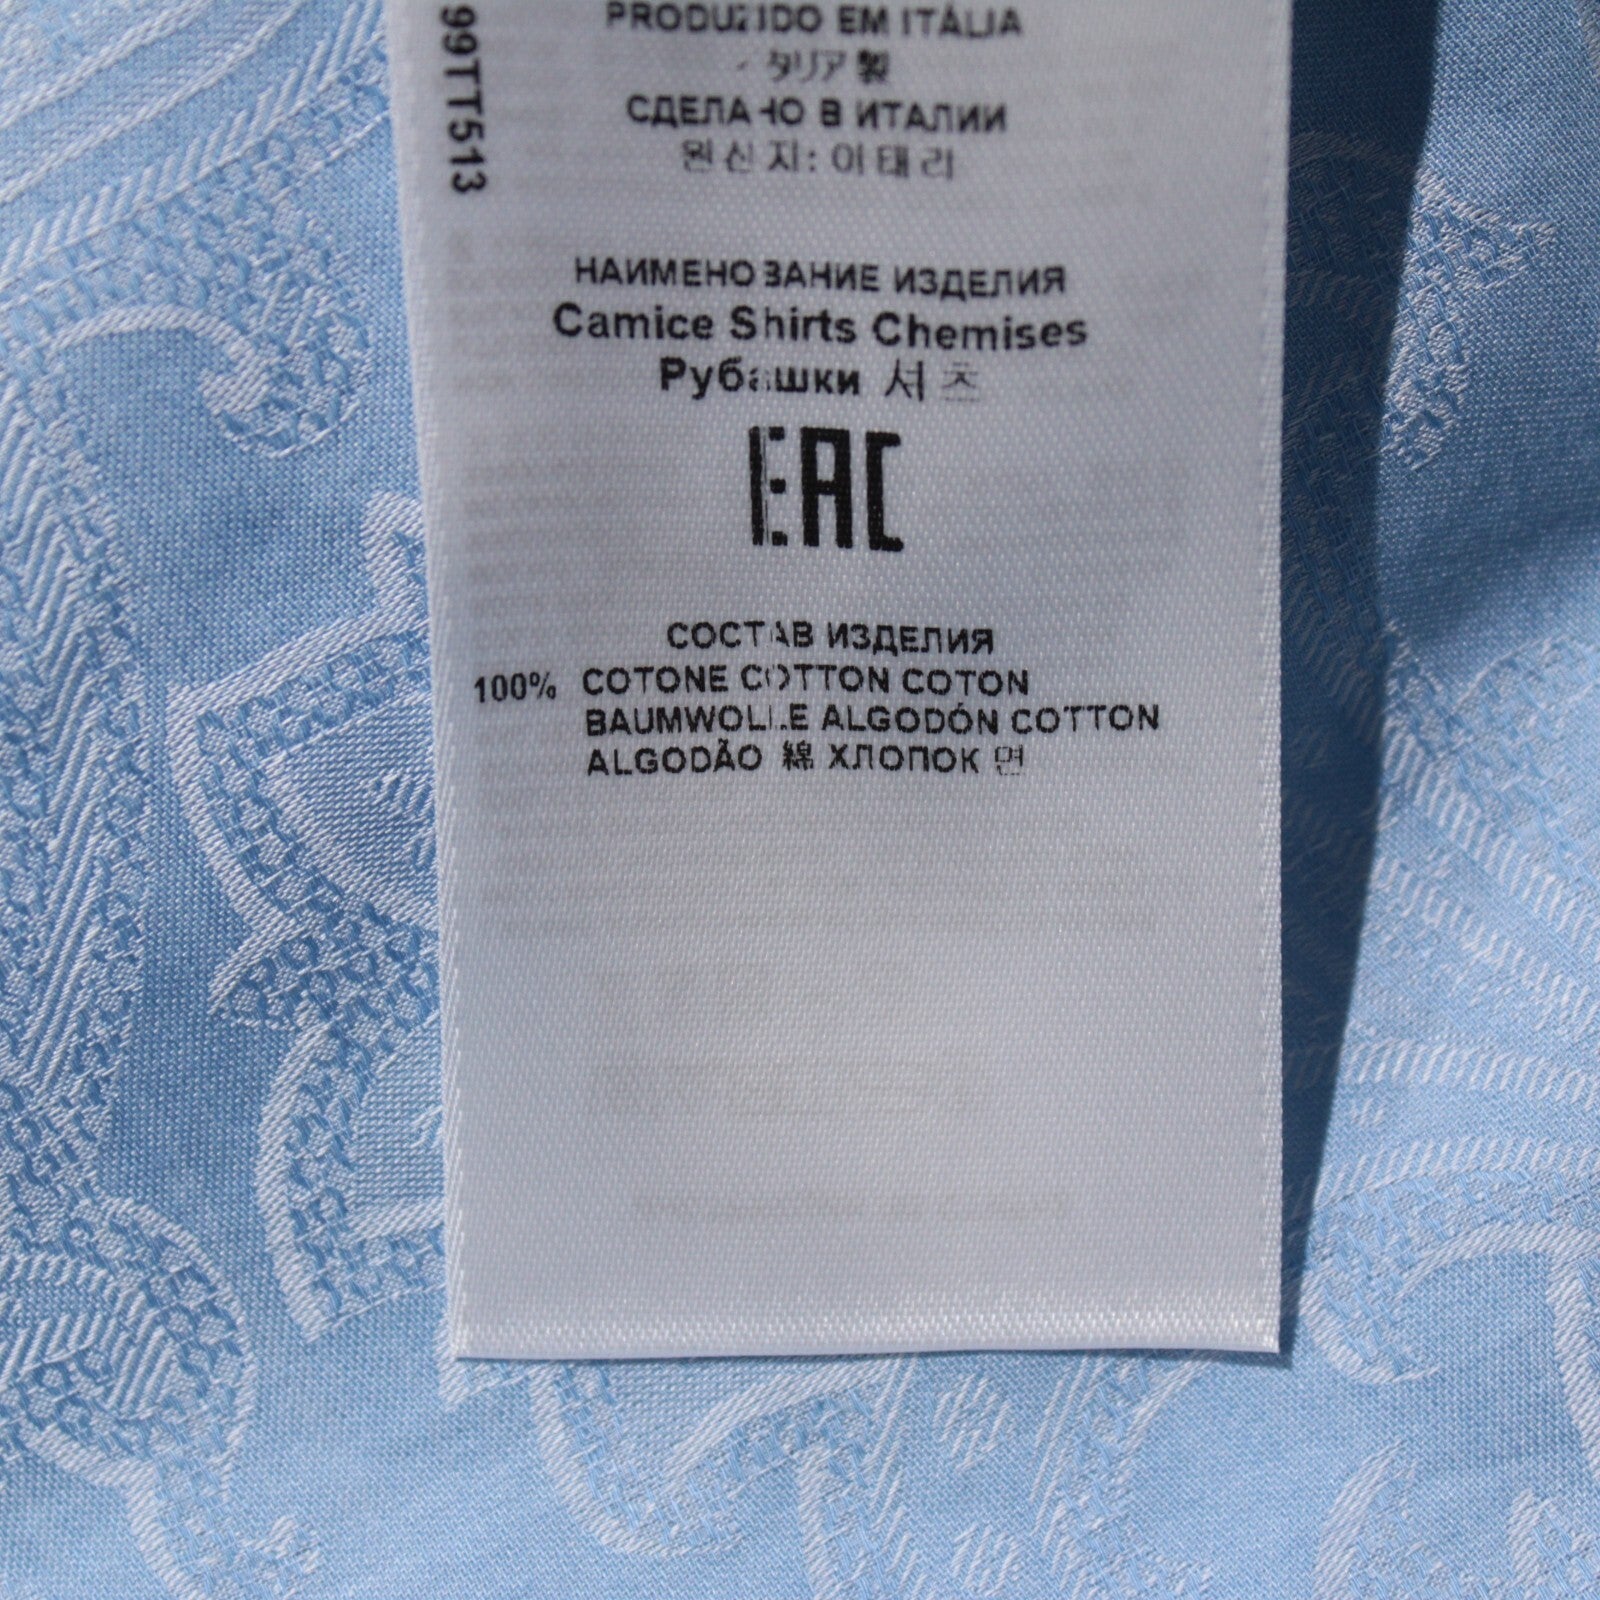 99TT513
PRODUZIDO EM ITÁLIA
タリア製
СДЕЛАНО В ИТАЛИИ
원산지: 이태리
НАИМЕНОВАНИЕ ИЗДЕЛИЯ
Camice Shirts Chemises
Рубашки 셔츠
EAC
СОСТАВ ИЗДЕЛИЯ
100% COTONE COTTON COTON
BAUMWOLLE ALGODÓN COTTON
ALGODÃO 綿 ХЛОПОК 면